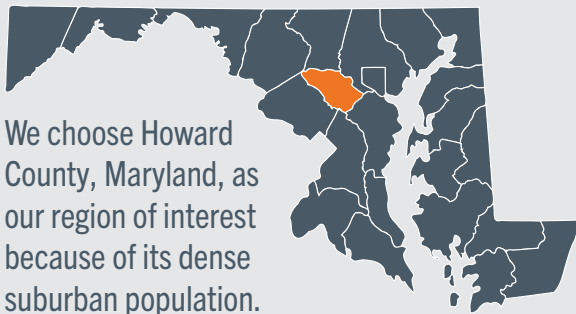 We choose Howard
County, Maryland, as
our region of interest
because of its dense
suburban population.